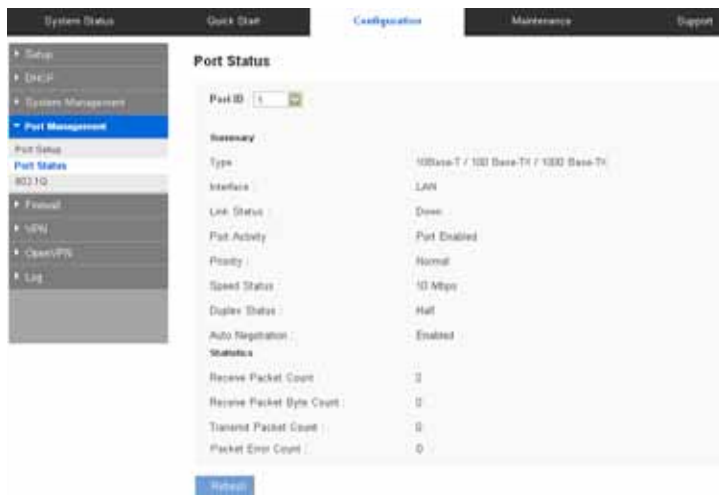 System Status Quick Start Configuration Maintenance Support
Setup
DHCP
System Management
Port Management
Port Setup
Port Status
802.1Q
Firewall
VPN
OpenVPN
Log
Port Status
Port ID 1
Summary
Type 10Base-T / 100 Base-TX / 1000 Base-TX
Interface : LAN
Link Status : Down
Port Activity Port Enabled
Priority : Normal
Speed Status 10 Mbps
Duplex Status : Half
Auto Negotiation : Enabled
Statistics
Receive Packet Count 0
Receive Packet Byte Count : 0
Transmit Packet Count : 0
Packet Error Count : 0
Refresh